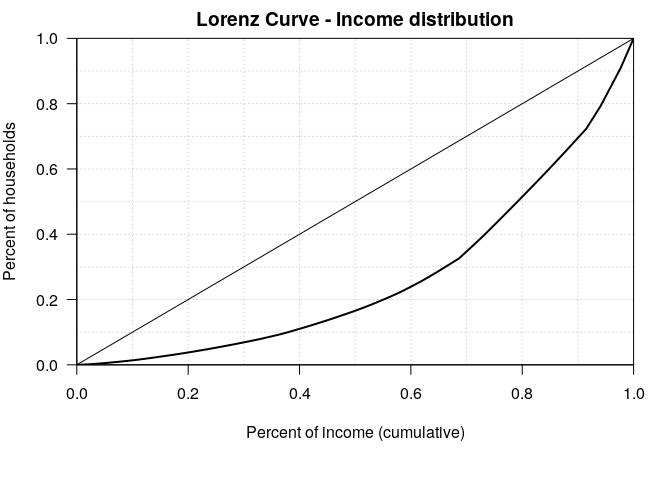 Lorenz Curve - Income distribution
Percent of households
1.0
0.8
0.6
0.4
0.2
0.0
0.0 0.2 0.4 0.6 0.8 1.0
Percent of income (cumulative)